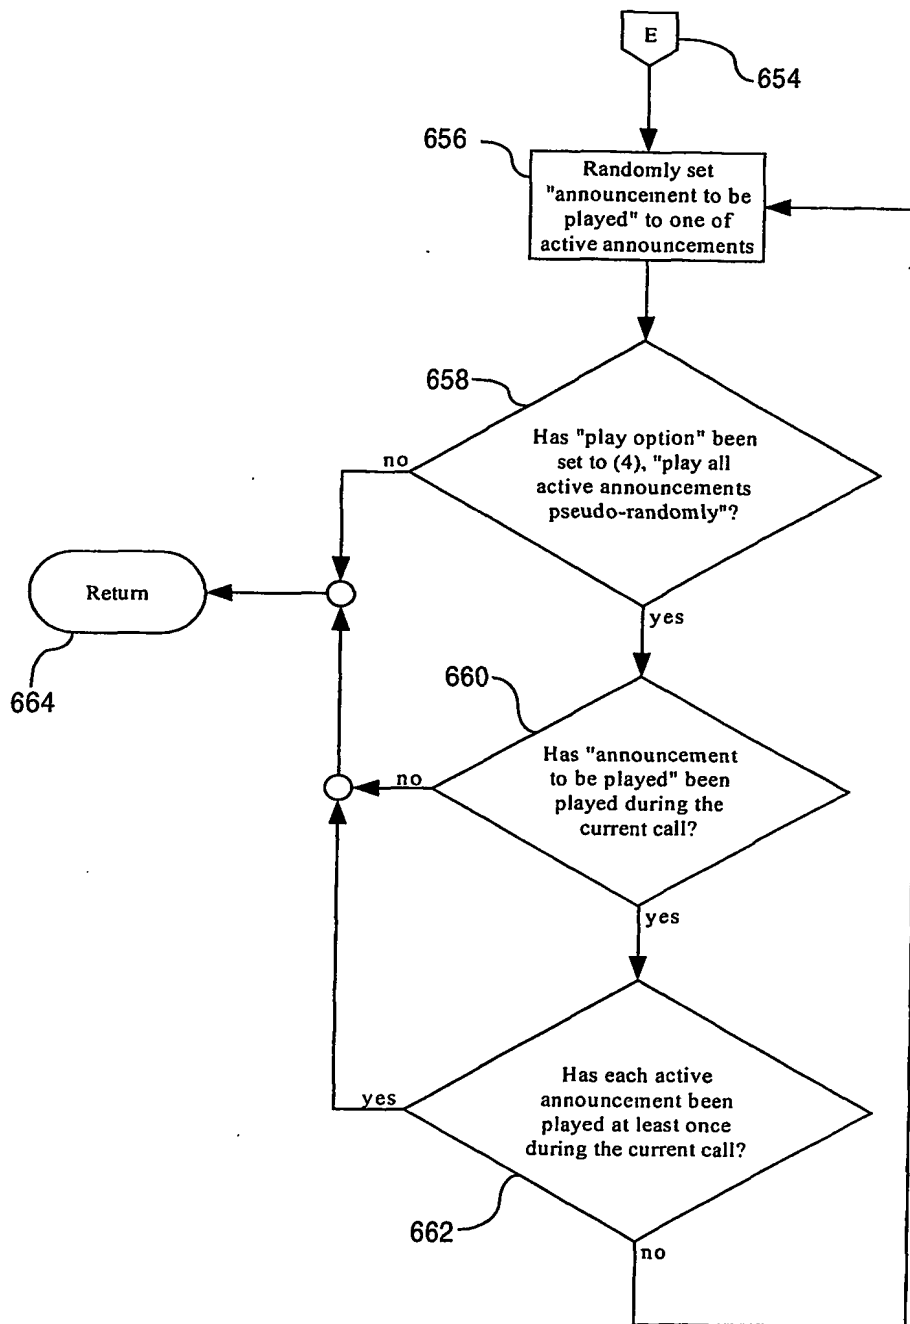 E
654
656
Randomly set
"announcement to be
played" to one of
active announcements
658
Has "play option" been
set to (4), "play all
active announcements
pseudo-randomly"?
no
yes
Return
664
660
Has "announcement
to be played" been
played during the
current call?
no
yes
Has each active
announcement been
played at least once
during the current call?
yes
662
no